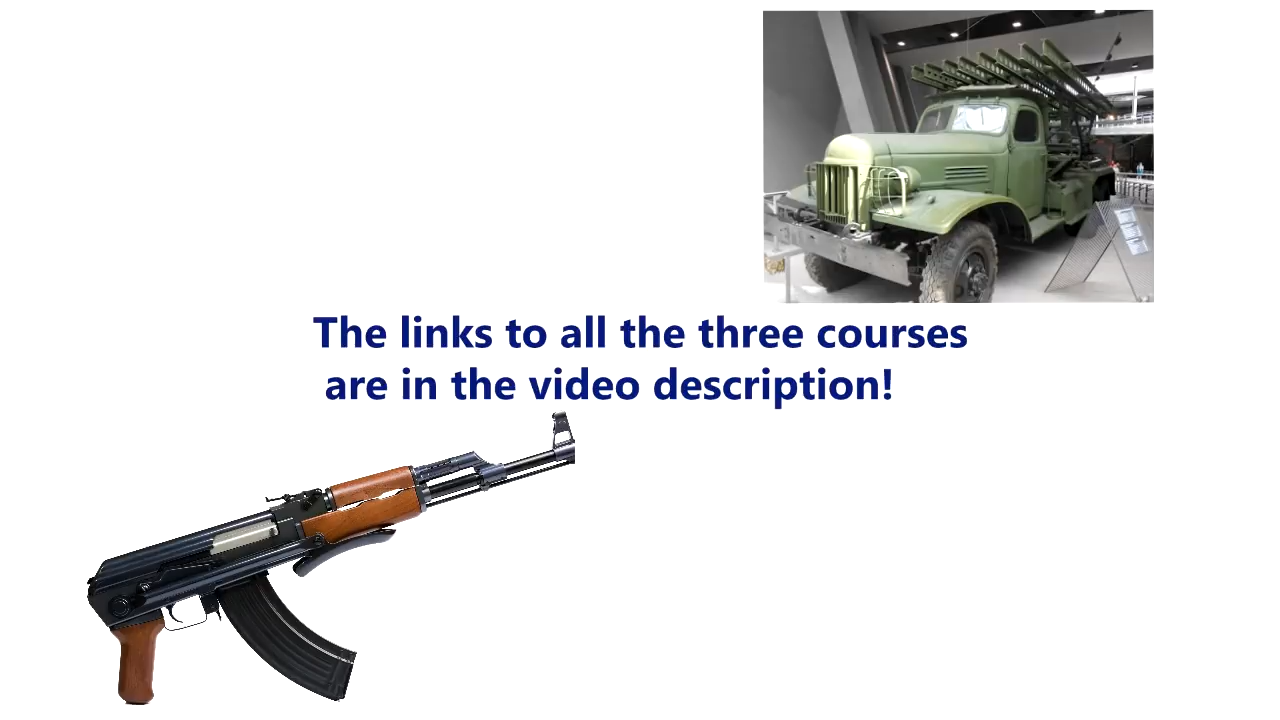 The links to all the three courses
are in the video description!